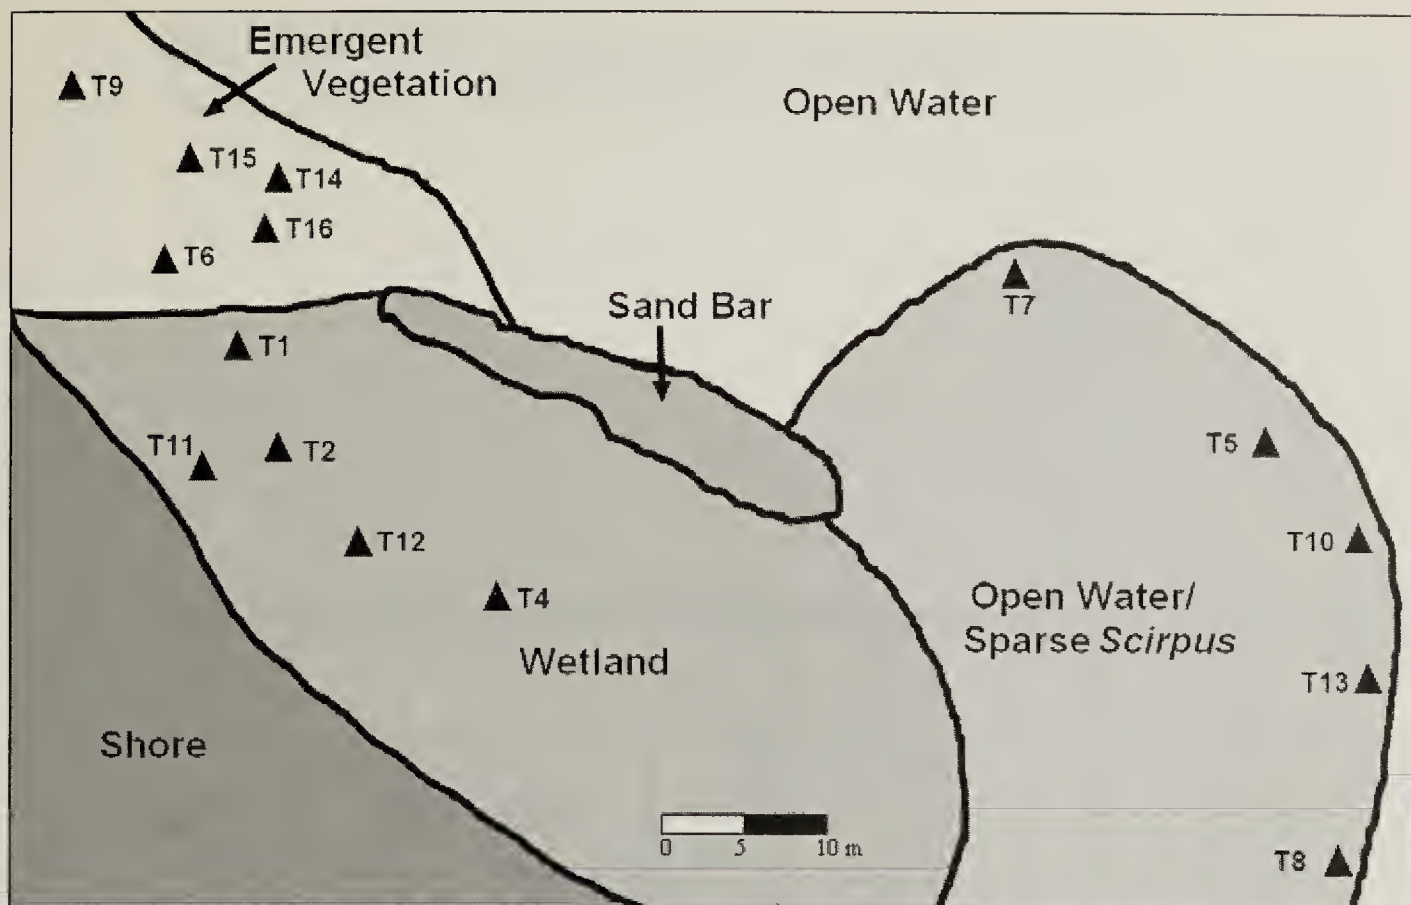 Emergent
Vegetation
T9
Open Water
T15
T14
T16
T6
Sand Bar
T7
T1
T11
T2
T5
T12
T10
T4
Open Water/
Sparse Scirpus
Wetland
T13
Shore
0 5 10 m
T8